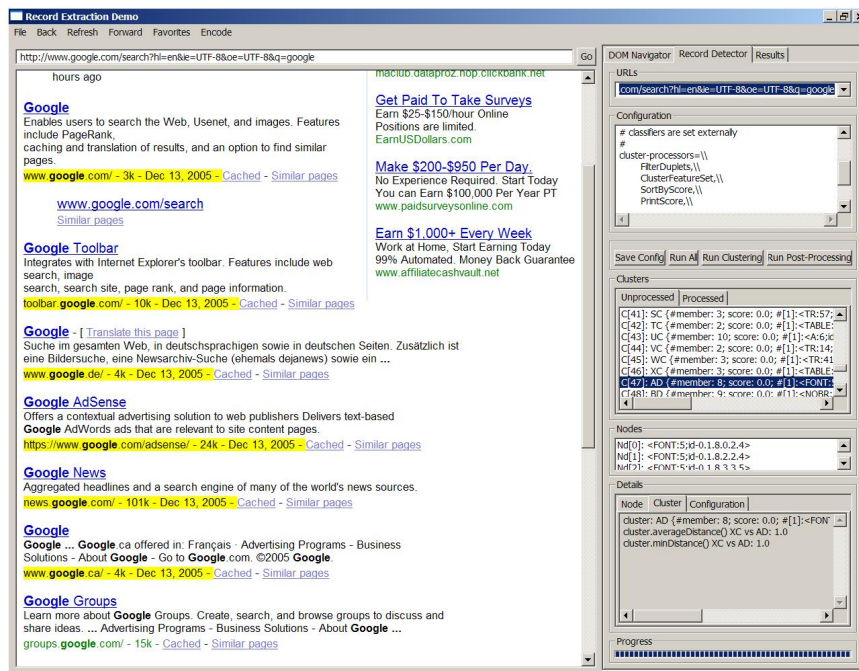 Record Extraction Demo
File Back Refresh Forward Favorites Encode
http://www.google.com/search?hl=en&ie=UTF-8&oe=UTF-8&q=google Go
hours ago
Google
Enables users to search the Web, Usenet, and images. Features
include PageRank,
caching and translation of results, and an option to find similar
pages.
www.google.com/ - 3k - Dec 13, 2005 - Cached - Similar pages
www.google.com/search
Similar pages
Google Toolbar
Integrates with Internet Explorer's toolbar. Features include web
search, image
search, search site, page rank, and page information.
toolbar.google.com/ - 10k - Dec 13, 2005 - Cached - Similar pages
Google - [ Translate this page ]
Suche im gesamten Web, in deutschsprachigen sowie in deutschen Seiten. Zusätzlich ist
eine Bildersuche, eine Newsarchiv-Suche (ehemals dejanews) sowie ein ...
www.google.de/ - 4k - Dec 13, 2005 - Cached - Similar pages
Google AdSense
Offers a contextual advertising solution to web publishers Delivers text-based
Google AdWords ads that are relevant to site content pages.
https://www.google.com/adsense/ - 24k - Dec 13, 2005 - Cached - Similar pages
Google News
Aggregated headlines and a search engine of many of the world's news sources.
news.google.com/ - 101k - Dec 13, 2005 - Cached - Similar pages
Google
Google ... Google.ca offered in: Français · Advertising Programs - Business
Solutions - About Google - Go to Google.com. ©2005 Google.
www.google.ca/ - 4k - Dec 13, 2005 - Cached - Similar pages
Google Groups
Learn more about Google Groups. Create, search, and browse groups to discuss and
share ideas. ... Advertising Programs - Business Solutions - About Google ...
groups.google.com/ - 15k - Cached - Similar pages
maclub.dataproz.hop.clickbank.net
Get Paid To Take Surveys
Earn $25-$150/hour Online
Positions are limited.
EarnUSDollars.com
Make $200-$950 Per Day.
No Experience Required. Start Today
You can Earn $100,000 Per Year PT
www.paidsurveysonline.com
Earn $1,000+ Every Week
Work at Home, Start Earning Today
99% Automated. Money Back Guarantee
www.affiliatecashvault.net
DOM Navigator Record Detector Results
URLs
.com/search?hl=en&ie=UTF-8&oe=UTF-8&q=google
Configuration
# classfiers are set externally
#
cluster-processors=\\
FilterDuplets,\\
ClusterFeatureSet,\\
SortByScore,\\
PrintScore,\\
Save Config Run All Run Clustering Run Post-Processing
Clusters
Unprocessed Processed
C[41]: SC {#member: 3; score: 0.0; #[1]:<TR:57;
C[42]: TC {#member: 2; score: 0.0; #[1]:<TABLE:
C[43]: UC {#member: 10; score: 0.0; #[1]:<A:6;id
C[44]: VC {#member: 2; score: 0.0; #[1]:<TR:14;
C[45]: WC {#member: 3; score: 0.0; #[1]:<TR:41
C[46]: XC {#member: 3; score: 0.0; #[1]:<TABLE:
C[47]: AD {#member: 8; score: 0.0; #[1]:<FONT:5
C[48]: BD {#member: 9; score: 0.0; #[1]:<NOBR:
Nodes
Nd[0]: <FONT:5;id-0.1.8.0.2.4>
Nd[1]: <FONT:5;id-0.1.8.2.2.4>
Nd[2]: <FONT:5;id-0.1.8.3.3.5>
Details
Node Cluster Configuration
cluster: AD {#member: 8; score: 0.0; #[1]:<FON
cluster.averageDistance() XC vs AD: 1.0
cluster.minDistance() XC vs AD: 1.0
Progress